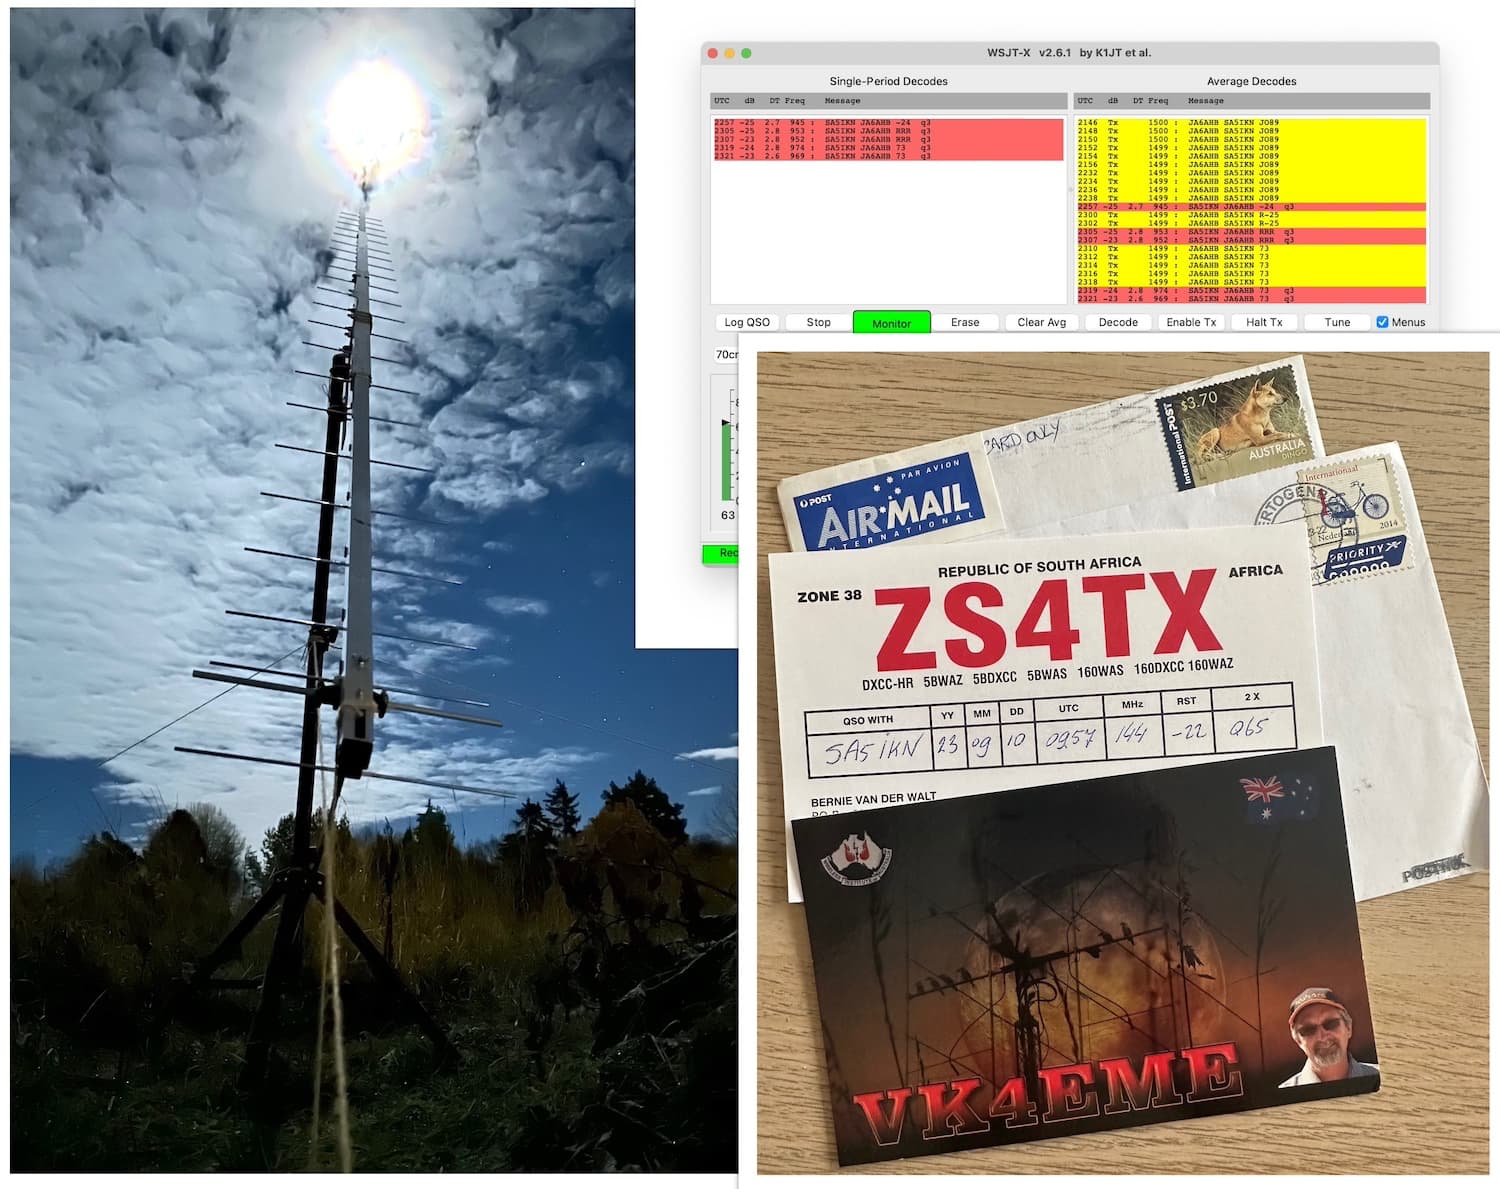 WSJT-X v2.6.1 by K1JT et al.
Single-Period Decodes
UTC dB DT Freq Message
2257 -25 2.7 945 : SA5IKN JA6AHB -24 q3
2305 -25 2.8 953 : SA5IKN JA6AHB RRR q3
2307 -23 2.8 952 : SA5IKN JA6AHB RRR q3
2319 -24 2.8 974 : SA5IKN JA6AHB 73 q3
2321 -23 2.6 969 : SA5IKN JA6AHB 73 q3
Average Decodes
UTC dB DT Freq Message
2146 Tx 1500 : JA6AHB SA5IKN JO89
2148 Tx 1500 : JA6AHB SA5IKN JO89
2150 Tx 1500 : JA6AHB SA5IKN JO89
2152 Tx 1499 : JA6AHB SA5IKN JO89
2154 Tx 1499 : JA6AHB SA5IKN JO89
2156 Tx 1499 : JA6AHB SA5IKN JO89
2232 Tx 1499 : JA6AHB SA5IKN JO89
2234 Tx 1499 : JA6AHB SA5IKN JO89
2236 Tx 1499 : JA6AHB SA5IKN JO89
2238 Tx 1499 : JA6AHB SA5IKN JO89
2257 -25 2.7 945 : SA5IKN JA6AHB -24 q3
2300 Tx 1499 : JA6AHB SA5IKN R-25
2302 Tx 1499 : JA6AHB SA5IKN R-25
2305 -25 2.8 953 : SA5IKN JA6AHB RRR q3
2307 -23 2.8 952 : SA5IKN JA6AHB RRR q3
2310 Tx 1499 : JA6AHB SA5IKN 73
2312 Tx 1499 : JA6AHB SA5IKN 73
2314 Tx 1499 : JA6AHB SA5IKN 73
2316 Tx 1499 : JA6AHB SA5IKN 73
2318 Tx 1499 : JA6AHB SA5IKN 73
2319 -24 2.8 974 : SA5IKN JA6AHB 73 q3
2321 -23 2.6 969 : SA5IKN JA6AHB 73 q3
Log QSO Stop Monitor Erase Clear Avg Decode Enable Tx Halt Tx Tune Menus
70c
63
Rec
CARD ONLY
International POST
$3.70
AUSTRALIA
DINGO
POST
PAR AVION
AIR MAIL
INTERNATIONAL
Internationaal
2014
Nederland
PRIORITY
REPUBLIC OF SOUTH AFRICA
ZONE 38
AFRICA
ZS4TX
DXCC-HR 5BWAZ 5BDXCC 5BWAS 160WAS 160DXCC 160WAZ
QSO WITH YY MM DD UTC MHz RST 2 X
SA5IKN 23 09 10 0957 144 -22 Q65
BERNIE VAN DER WALT
VK4EME